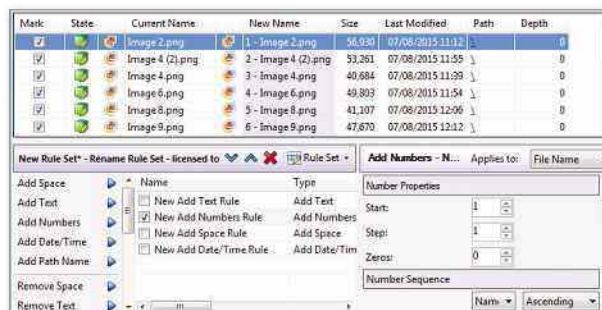 Mark State Current Name New Name Size Last Modified Path Depth
Image 2.png 1 - Image 2.png 56,930 07/08/2015 11:12 \ 0
Image 4 (2).png 2 - Image 4 (2).png 53,261 07/08/2015 11:55 \ 0
Image 4.png 3 - Image 4.png 40,684 07/08/2015 11:39 \ 0
Image 6.png 4 - Image 6.png 49,803 07/08/2015 11:54 \ 0
Image 8.png 5 - Image 8.png 41,107 07/08/2015 12:06 \ 0
Image 9.png 6 - Image 9.png 47,670 07/08/2015 12:12 \ 0
New Rule Set* - Rename Rule Set - licensed to Rule Set
Add Numbers - N... Applies to: File Name
Add Space
Add Text
Add Numbers
Add Date/Time
Add Path Name
Remove Space
Remove Text
Name Type
New Add Text Rule Add Text
New Add Numbers Rule Add Numbers
New Add Space Rule Add Space
New Add Date/Time Rule Add Date/Tim
Number Properties
Start: 1
Step: 1
Zeros: 0
Number Sequence
Nam Ascending